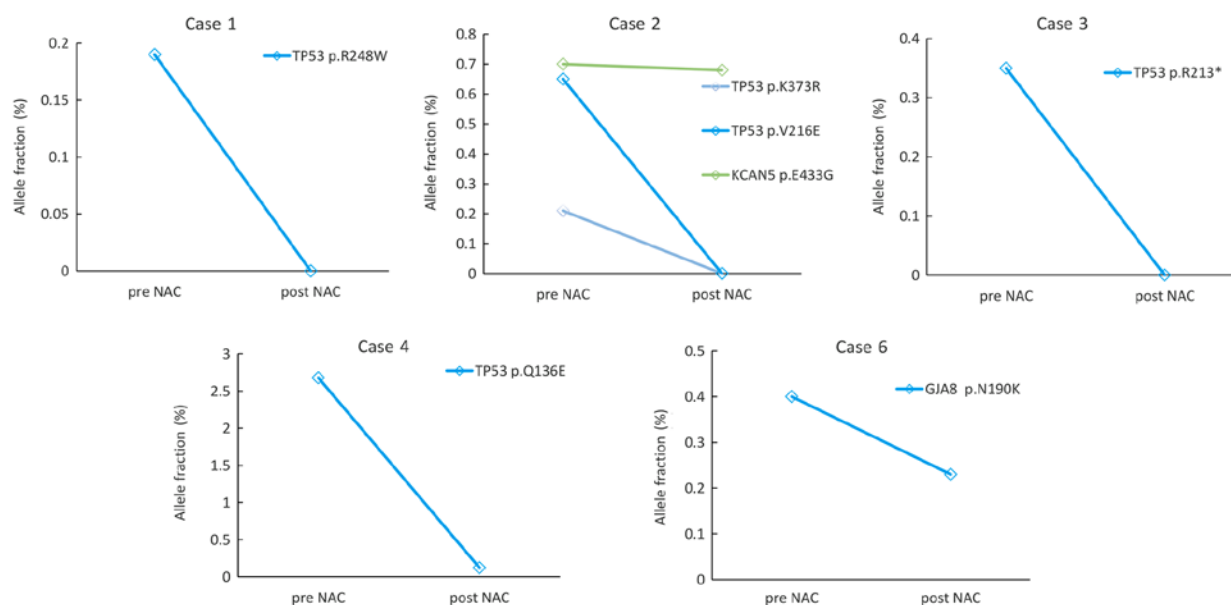 Case 1
Allele fraction (%)
0.2
0.15
0.1
0.05
0
pre NAC
post NAC
TP53 p.R248W
Case 2
Allele fraction (%)
0.8
0.7
0.6
0.5
0.4
0.3
0.2
0.1
0
pre NAC
post NAC
TP53 p.K373R
TP53 p.V216E
KCAN5 p.E433G
Case 3
Allele fraction (%)
0.4
0.3
0.2
0.1
0
pre NAC
post NAC
TP53 p.R213*
Case 4
Allele fraction (%)
3
2.5
2
1.5
1
0.5
0
pre NAC
post NAC
TP53 p.Q136E
Case 6
Allele fraction (%)
0.5
0.4
0.3
0.2
0.4
0
pre NAC
post NAC
GJA8 p.N190K